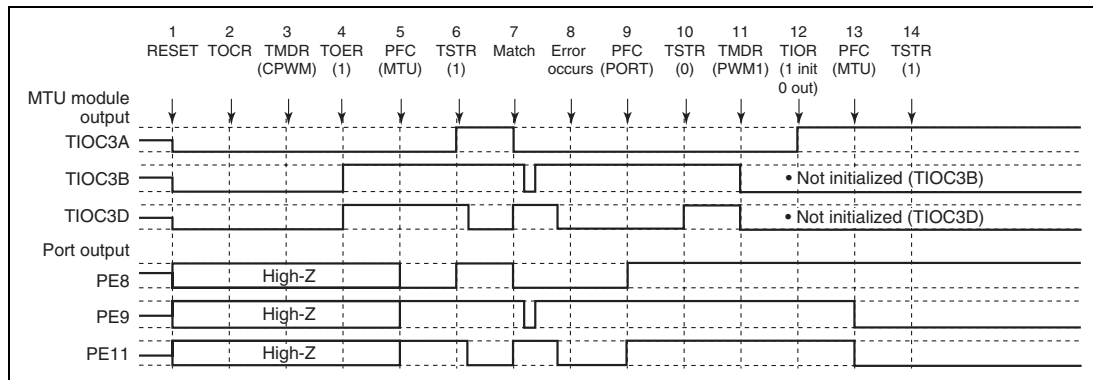 1 2 3 4 5 6 7 8 9 10 11 12 13 14
RESET TOCR TMDR TOER PFC TSTR Match Error PFC TSTR TMDR TIOR PFC TSTR
(CPWM) (1) (MTU) (1) occurs (PORT) (0) (PWM1) (1 init (MTU) (1)
0 out)
MTU module
output
TIOC3A
TIOC3B
• Not initialized (TIOC3B)
TIOC3D
• Not initialized (TIOC3D)
Port output
PE8
High-Z
PE9
High-Z
PE11
High-Z